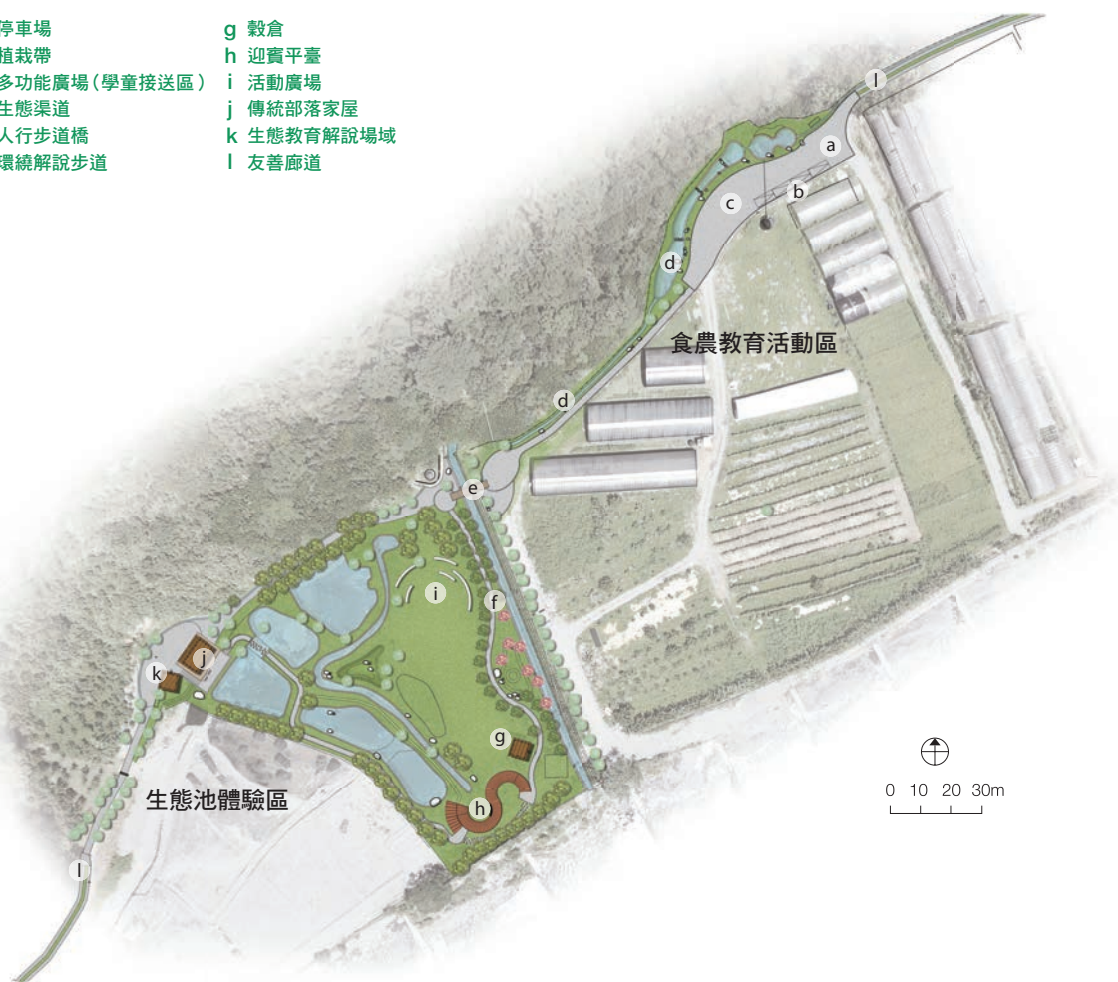 停車場
植栽帶
多功能廣場(學童接送區)
生態渠道
人行步道橋
環繞解說步道
g 穀倉
h 迎賓平臺
i 活動廣場
j 傳統部落家屋
k 生態教育解說場域
l 友善廊道
l
a
b
c
d
食農教育活動區
d
e
i
f
j
k
g
h
生態池體驗區
l
0 10 20 30m